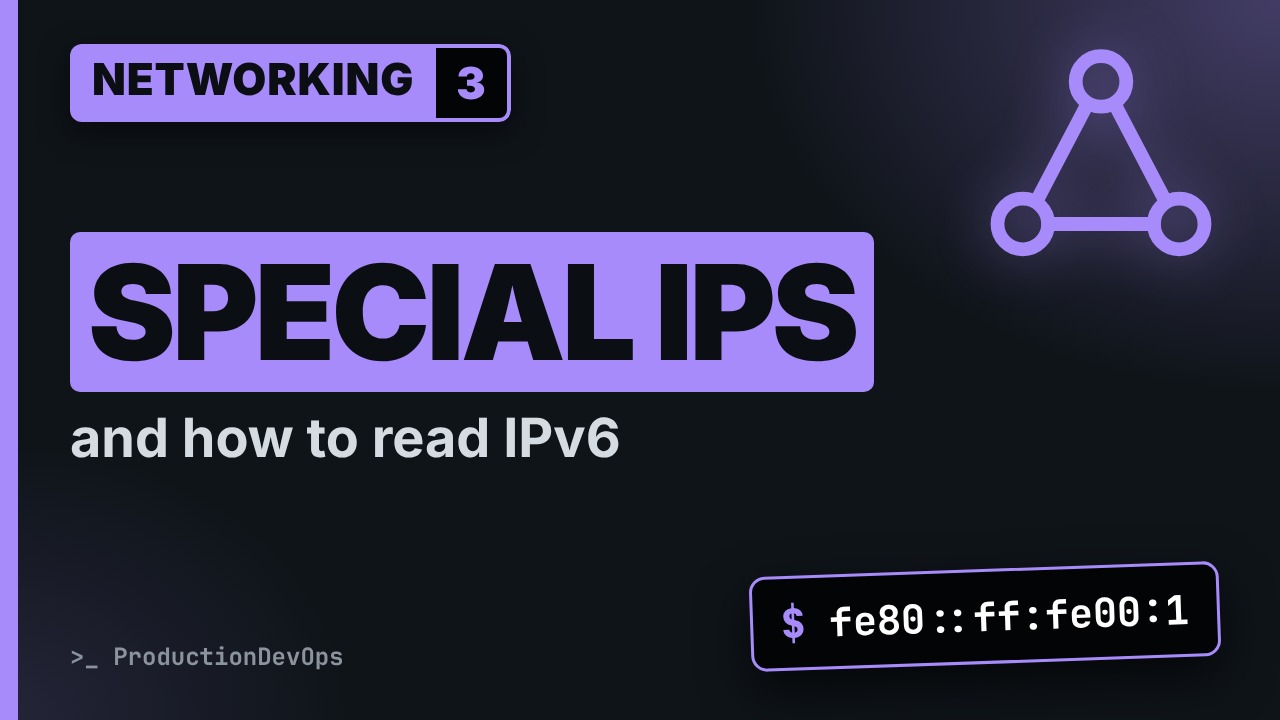 NETWORKING 3
SPECIAL IPS
and how to read IPv6
$ fe80::ff:fe00:1
>_ ProductionDevOps